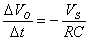 ΔV_O / Δt = − V_S / RC